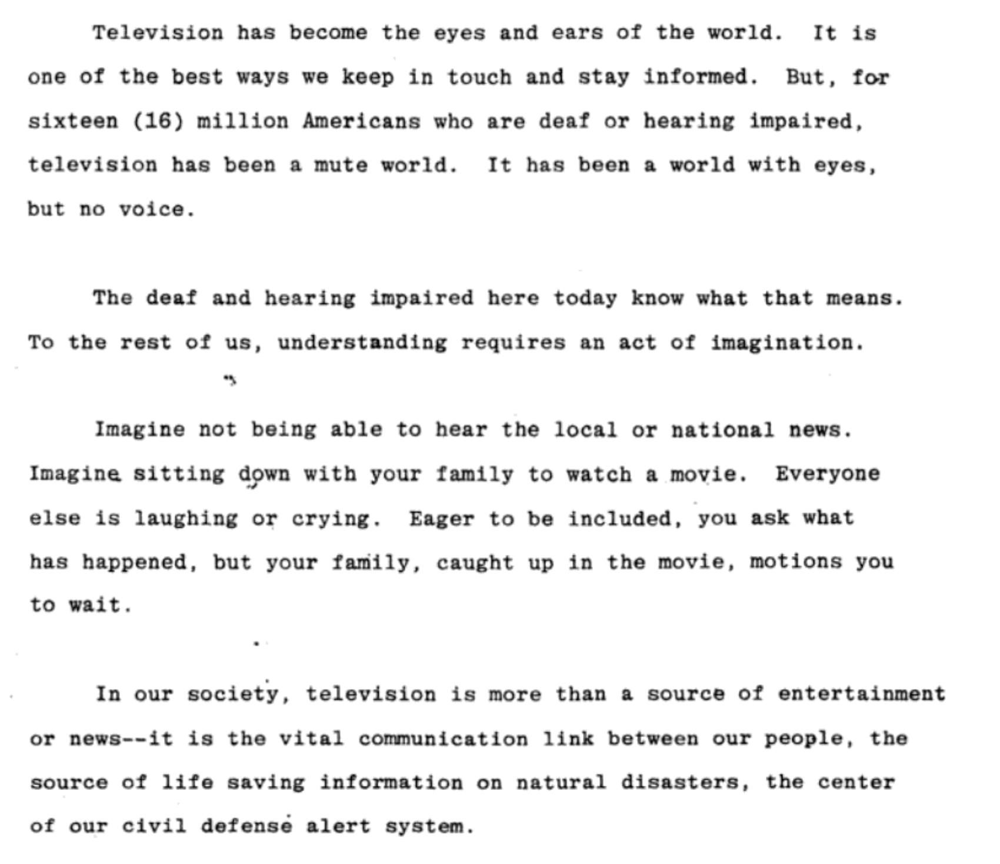 Television has become the eyes and ears of the world. It is
one of the best ways we keep in touch and stay informed. But, for
sixteen (16) million Americans who are deaf or hearing impaired,
television has been a mute world. It has been a world with eyes,
but no voice.
The deaf and hearing impaired here today know what that means.
To the rest of us, understanding requires an act of imagination.
Imagine not being able to hear the local or national news.
Imagine sitting down with your family to watch a movie. Everyone
else is laughing or crying. Eager to be included, you ask what
has happened, but your family, caught up in the movie, motions you
to wait.
In our society, television is more than a source of entertainment
or news--it is the vital communication link between our people, the
source of life saving information on natural disasters, the center
of our civil defense alert system.